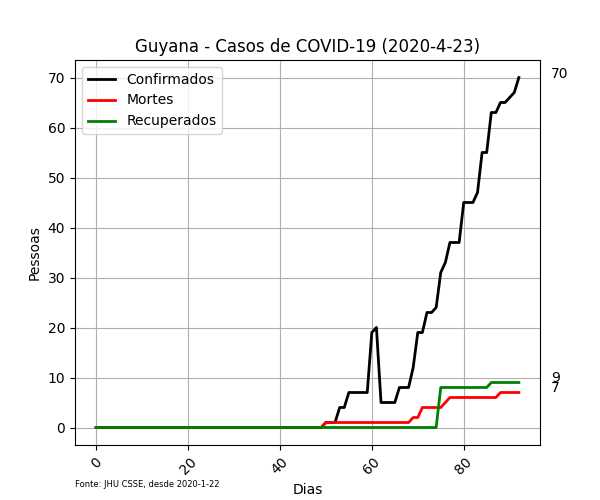 Guyana - Casos de COVID-19 (2020-4-23)
Confirmados
Mortes
Recuperados
Pessoas
70
60
50
40
30
20
10
0
70
9
7
0
20
40
60
80
Dias
Fonte: JHU CSSE, desde 2020-1-22